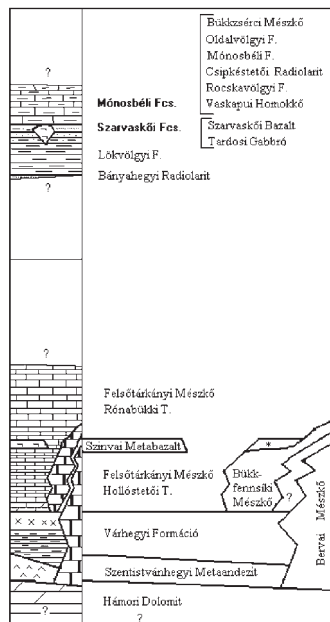 Bükkzsérci Mészkő
Oldalvölgyi F.
Mónosbéli F.
Csipkéstetői Radiolarit
Rocskavölgyi F.
Vaskapui Homokkő
?
Mónosbéli Fcs.
Szarvaskői Fcs.
Szarvaskői Bazalt
Tardosi Gabbró
Lökvölgyi F.
Bányahegyi Radiolarit
?
?
Felsőtárkányi Mészkő
Rónabükki T.
Szinvai Metabazalt
*
Felsőtárkányi Mészkő
Hollóstetői T.
Bükk-
fennsíki
Mészkő
?
Bervai Mészkő
Várhegyi Formáció
Szentistvánhegyi Metaandezit
Hámori Dolomit
?